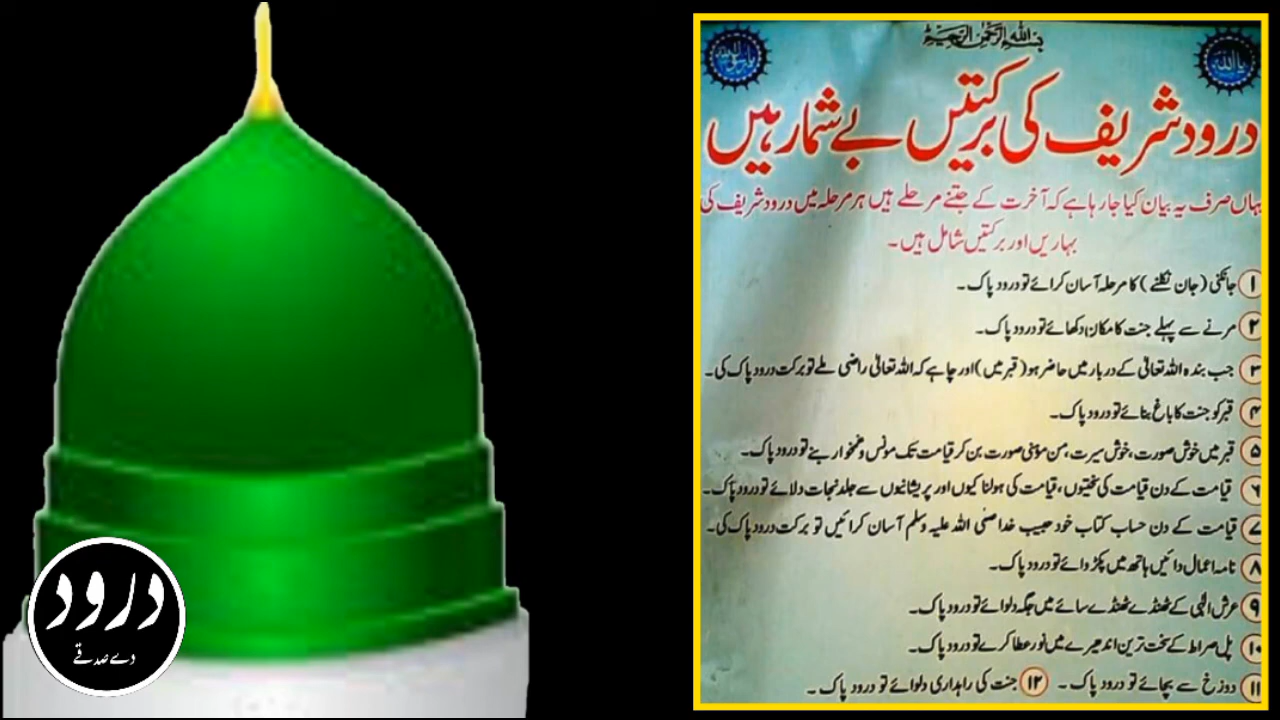 بسم اللہ الرحمن الرحیم
یا اللہ
یا رسول اللہ
درود شریف کی برکتیں بے شمار ہیں
یہاں صرف یہ بیان کیا جا رہا ہے کہ آخرت کے جتنے مرحلے ہیں ہر مرحلہ میں درود شریف کی
بہاریں اور برکتیں شامل ہیں۔
۱ جانکنی (جان نکلنے) کا مرحلہ آسان کرائے تو درود پاک۔
۲ مرنے سے پہلے جنت کا مکان دکھائے تو درود پاک۔
۳ جب بندہ اللہ تعالیٰ کے دربار میں حاضر ہو (قبر میں) اور چاہے کہ اللہ تعالیٰ راضی ملے تو برکت درود پاک کی۔
۴ قبر کو جنت کا باغ بنائے تو درود پاک۔
۵ قبر میں خوش صورت، خوش سیرت، من موہنی صورت بن کر قیامت تک مونس و غمخوار بنے تو درود پاک۔
۶ قیامت کے دن قیامت کی سختیوں، قیامت کی ہولناکیوں اور پریشانیوں سے جلد نجات دلائے تو درود پاک۔
۷ قیامت کے دن حساب کتاب خود حبیب خدا صلی اللہ علیہ وسلم آسان کرائیں تو برکت درود پاک کی۔
۸ نامہ اعمال دائیں ہاتھ میں پکڑوائے تو درود پاک۔
۹ عرش الٰہی کے ٹھنڈے ٹھنڈے سائے میں جگہ دلوائے تو درود پاک۔
۱۰ پل صراط کے سخت ترین اندھیرے میں نور عطا کرے تو درود پاک۔
۱۱ دوزخ سے بچائے تو درود پاک۔ ۱۲ جنت کی راہداری دلوائے تو درود پاک۔
درود
دے صدقے